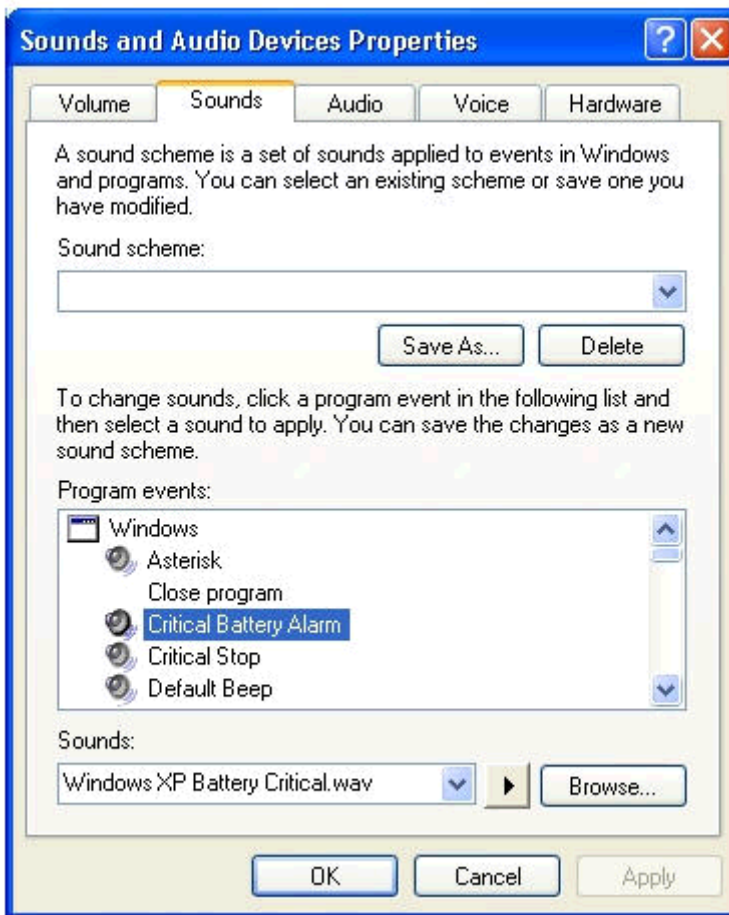 Sounds and Audio Devices Properties
?
Volume Sounds Audio Voice Hardware
A sound scheme is a set of sounds applied to events in Windows
and programs. You can select an existing scheme or save one you
have modified.
Sound scheme:
Save As... Delete
To change sounds, click a program event in the following list and
then select a sound to apply. You can save the changes as a new
sound scheme.
Program events:
Windows
Asterisk
Close program
Critical Battery Alarm
Critical Stop
Default Beep
Sounds:
Windows XP Battery Critical.wav Browse...
OK Cancel Apply